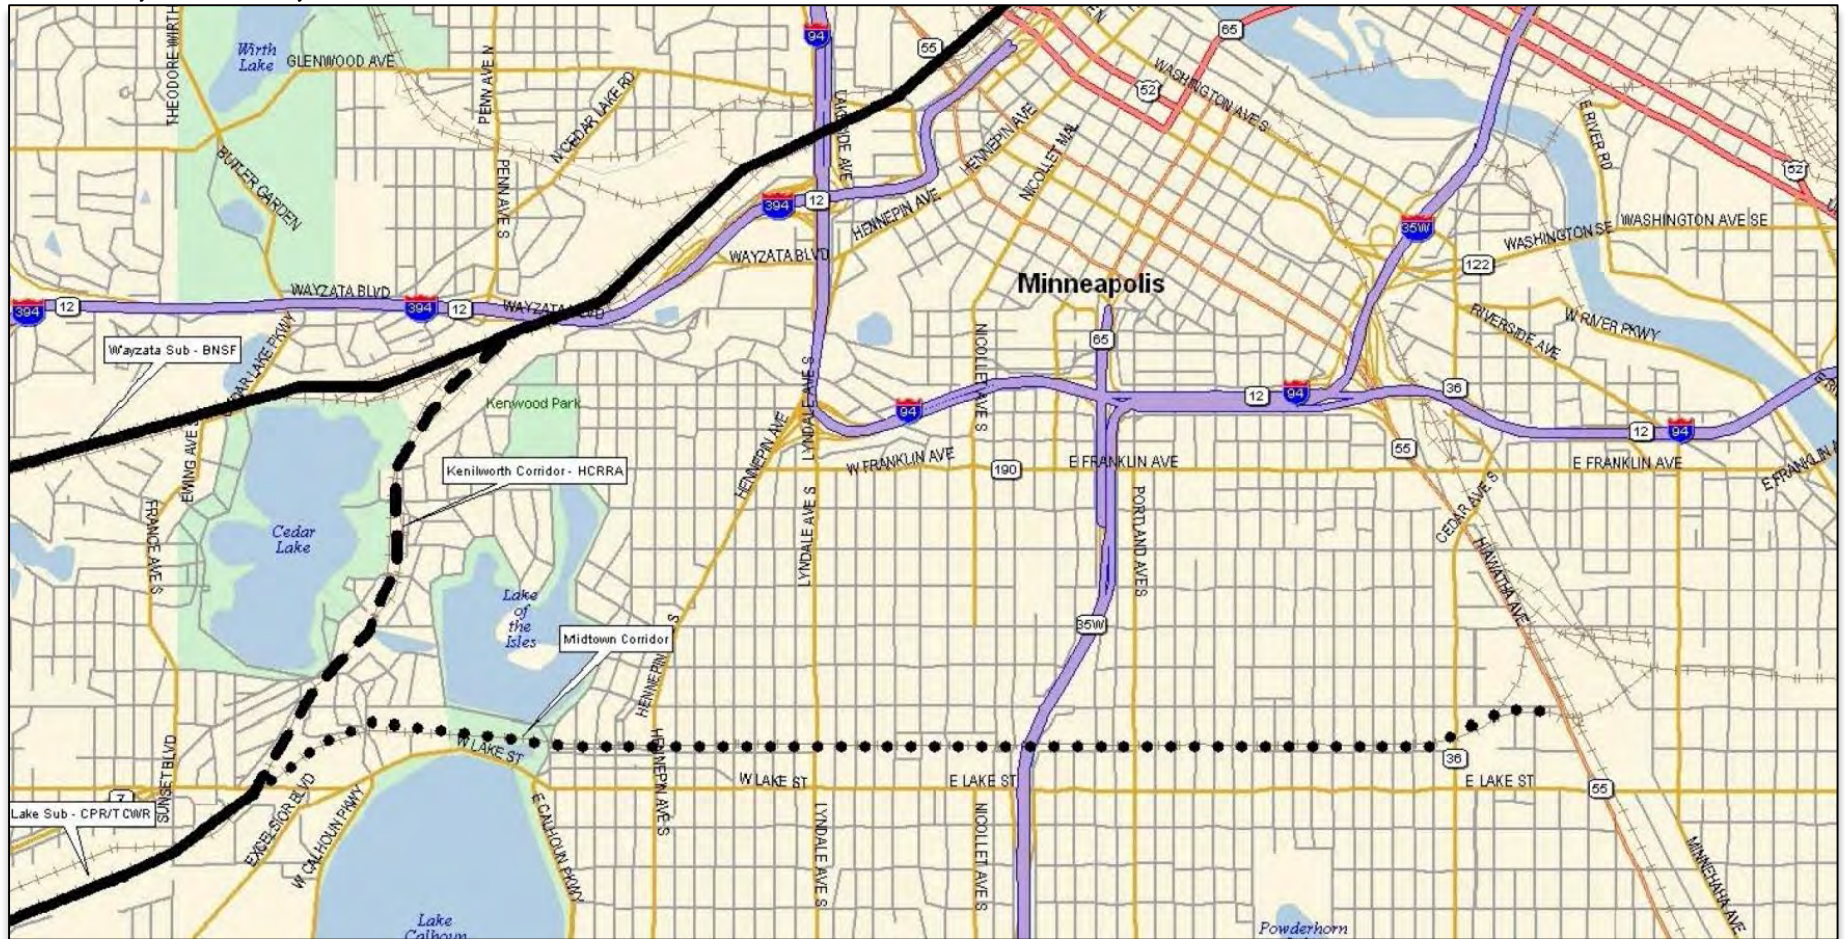 THEODORE WIRTH
Wirth
Lake
GLENWOOD AVE
PENN AVE N
N CEDAR LAKE RD
94
55
65
52
WASHINGTON AVE S
LAKESIDE AVE
HENNEPIN AVE
NICOLLET MAL
E RIVER RD
52
BUTLER GARDEN
PENN AVE S
394
12
HENNEPIN AVE
35W
WASHINGTON SE
WASHINGTON AVE SE
WAYZATA BLVD
122
Minneapolis
WAYZATA BLVD
394
12
394
12
WAYZATA BLVD
RIVERSIDE AVE
W RIVER PKWY
Wayzata Sub - BNSF
CEDAR LAKE PKWY
NICOLLET AVE S
65
LYNDALE AVE S
Kenwood Park
94
12
94
36
12
94
HENNEPIN AVE
55
EWING AVE S
W FRANKLIN AVE
190
E FRANKLIN AVE
E FRANKLIN AVE
E FRANKLIN
Kenilworth Corridor - HCRRA
FRANCE AVE S
Cedar
Lake
LYNDALE AVE S
PORTLAND AVE S
CEDAR AVE S
HIAWATHA AVE
Lake
of
the
Isles
35W
Midtown Corridor
HENNEPIN
S
W LAKE ST
SUNSET BLVD
HENNEPIN AVE S
W LAKE ST
E LAKE ST
36
E LAKE ST
55
7
Lake Sub - CPR/TCWR
EXCELSIOR BLVD
W CALHOUN PKWY
E CALHOUN PKWY
LYNDALE AVE S
NICOLLET AVE S
MINNEHAHA AVE
Lake
Calhoun
Powderhorn